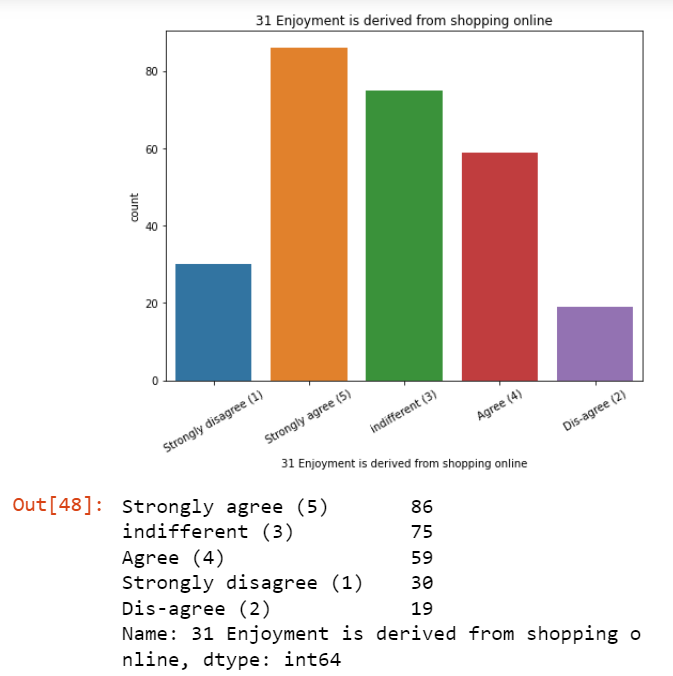 31 Enjoyment is derived from shopping online
80
60
40
20
0
count
Strongly disagree (1)
Strongly agree (5)
indifferent (3)
Agree (4)
Dis-agree (2)
31 Enjoyment is derived from shopping online
Out[48]: Strongly agree (5) 86
indifferent (3) 75
Agree (4) 59
Strongly disagree (1) 30
Dis-agree (2) 19
Name: 31 Enjoyment is derived from shopping o
nline, dtype: int64